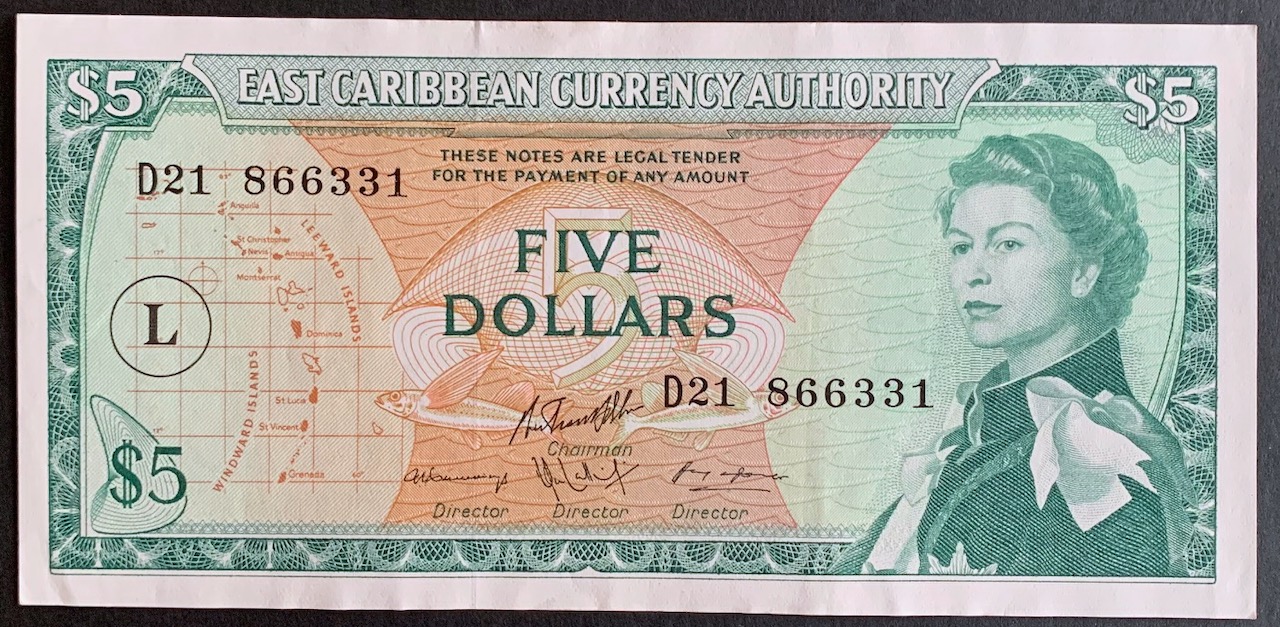 $5 EAST CARIBBEAN CURRENCY AUTHORITY $5
THESE NOTES ARE LEGAL TENDER
FOR THE PAYMENT OF ANY AMOUNT
D21 866331
Anguilla
St Christopher
Nevis
Antigua
Montserrat
LEEWARD ISLANDS
5
FIVE
DOLLARS
L
Dominica
D21 866331
WINDWARD ISLANDS
St Lucia
St Vincent
Grenada
Chairman
$5
Director Director Director